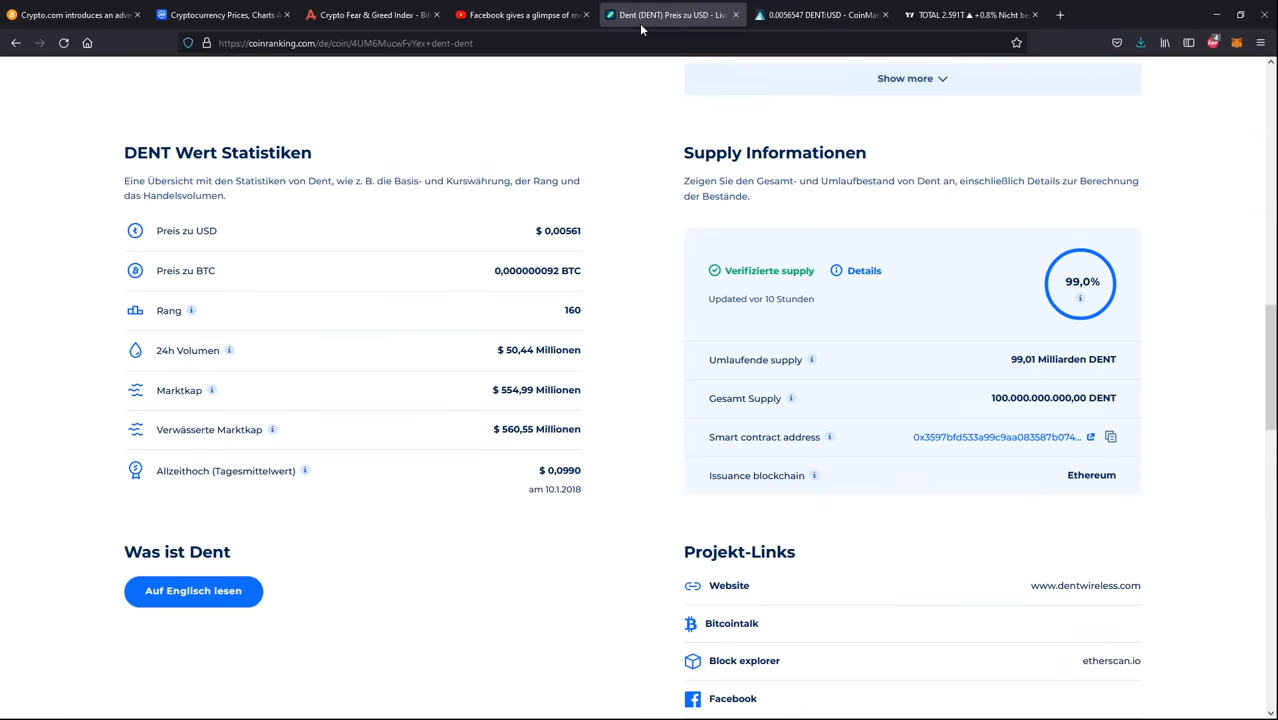 Crypto.com introduces an adve
Cryptocurrency Prices, Charts A
Crypto Fear & Greed Index - Bit
Facebook gives a glimpse of me
Dent (DENT) Preis zu USD - Live
0.0056547 DENT:USD - CoinMar
TOTAL 2.591T ▲ +0.8% Nicht be
https://coinranking.com/de/coin/4UM6MucwFvYex+dent-dent
4
Show more
DENT Wert Statistiken
Eine Übersicht mit den Statistiken von Dent, wie z. B. die Basis- und Kurswährung, der Rang und
das Handelsvolumen.
Preis zu USD $ 0,00561
Preis zu BTC 0,000000092 BTC
Rang 160
24h Volumen $ 50,44 Millionen
Marktkap $ 554,99 Millionen
Verwässerte Marktkap $ 560,55 Millionen
Allzeithoch (Tagesmittelwert) $ 0,0990
am 10.1.2018
Was ist Dent
Auf Englisch lesen
Supply Informationen
Zeigen Sie den Gesamt- und Umlaufbestand von Dent an, einschließlich Details zur Berechnung
der Bestände.
Verifizierte supply Details
Updated vor 10 Stunden
99,0%
Umlaufende supply 99,01 Milliarden DENT
Gesamt Supply 100.000.000.000,00 DENT
Smart contract address 0x3597bfd533a99c9aa083587b074...
Issuance blockchain Ethereum
Projekt-Links
Website www.dentwireless.com
Bitcointalk
Block explorer etherscan.io
Facebook